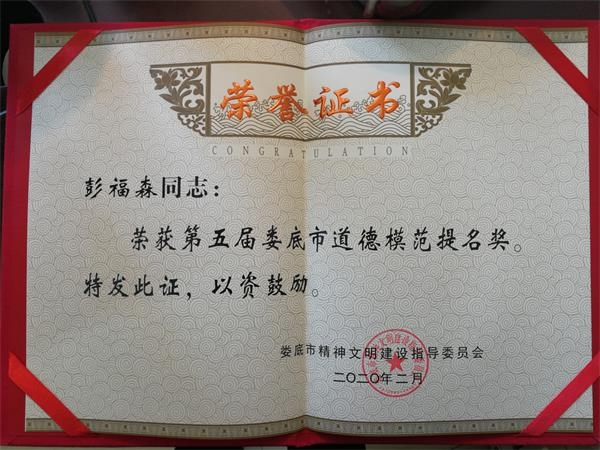 荣誉证书
CONGRATULATION
彭福森同志：
荣获第五届娄底市道德模范提名奖。
特发此证，以资鼓励。
娄底市精神文明建设指导委员会
二〇二〇年二月